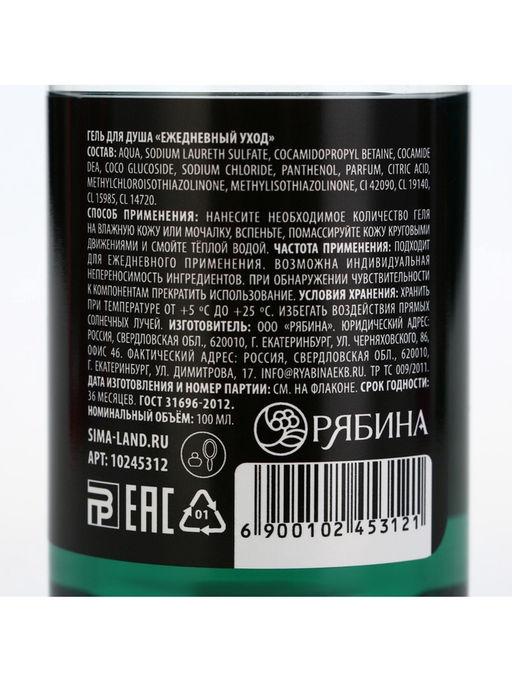 ГЕЛЬ ДЛЯ ДУША «ЕЖЕДНЕВНЫЙ УХОД»
СОСТАВ: AQUA, SODIUM LAURETH SULFATE, COCAMIDOPROPYL BETAINE, COCAMIDE
DEA, COCO GLUCOSIDE, SODIUM CHLORIDE, PANTHENOL, PARFUM, CITRIC ACID,
METHYLCHLOROISOTHIAZOLINONE, METHYLISOTHIAZOLINONE, CI 42090, CL 19140,
CL 15985, CL 14720.
СПОСОБ ПРИМЕНЕНИЯ: НАНЕСИТЕ НЕОБХОДИМОЕ КОЛИЧЕСТВО ГЕЛЯ
НА ВЛАЖНУЮ КОЖУ ИЛИ МОЧАЛКУ, ВСПЕНЬТЕ, ПОМАССИРУЙТЕ КОЖУ КРУГОВЫМИ
ДВИЖЕНИЯМИ И СМОЙТЕ ТЁПЛОЙ ВОДОЙ. ЧАСТОТА ПРИМЕНЕНИЯ: ПОДХОДИТ
ДЛЯ ЕЖЕДНЕВНОГО ПРИМЕНЕНИЯ. ВОЗМОЖНА ИНДИВИДУАЛЬНАЯ
НЕПЕРЕНОСИМОСТЬ ИНГРЕДИЕНТОВ. ПРИ ОБНАРУЖЕНИИ ЧУВСТВИТЕЛЬНОСТИ
К КОМПОНЕНТАМ ПРЕКРАТИТЬ ИСПОЛЬЗОВАНИЕ. УСЛОВИЯ ХРАНЕНИЯ: ХРАНИТЬ
ПРИ ТЕМПЕРАТУРЕ ОТ +5 ºС ДО +25 ºС. ИЗБЕГАТЬ ВОЗДЕЙСТВИЯ ПРЯМЫХ
СОЛНЕЧНЫХ ЛУЧЕЙ. ИЗГОТОВИТЕЛЬ: ООО «РЯБИНА». ЮРИДИЧЕСКИЙ АДРЕС:
РОССИЯ, СВЕРДЛОВСКАЯ ОБЛ., 620010, Г. ЕКАТЕРИНБУРГ, УЛ. ЧЕРНЯХОВСКОГО, 86,
ОФИС 46. ФАКТИЧЕСКИЙ АДРЕС: РОССИЯ, СВЕРДЛОВСКАЯ ОБЛ., 620010,
Г. ЕКАТЕРИНБУРГ, УЛ. ДИМИТРОВА, 17. INFO@RYABINAEKB.RU ТР ТС 009/2011.
ДАТА ИЗГОТОВЛЕНИЯ И НОМЕР ПАРТИИ: СМ. НА ФЛАКОНЕ. СРОК ГОДНОСТИ:
36 МЕСЯЦЕВ. ГОСТ 31696-2012.
НОМИНАЛЬНЫЙ ОБЪЁМ: 100 МЛ.
SIMA-LAND.RU
АРТ: 10245312
РЯБИНА
РВ ЕАС 01
6 900102 453121